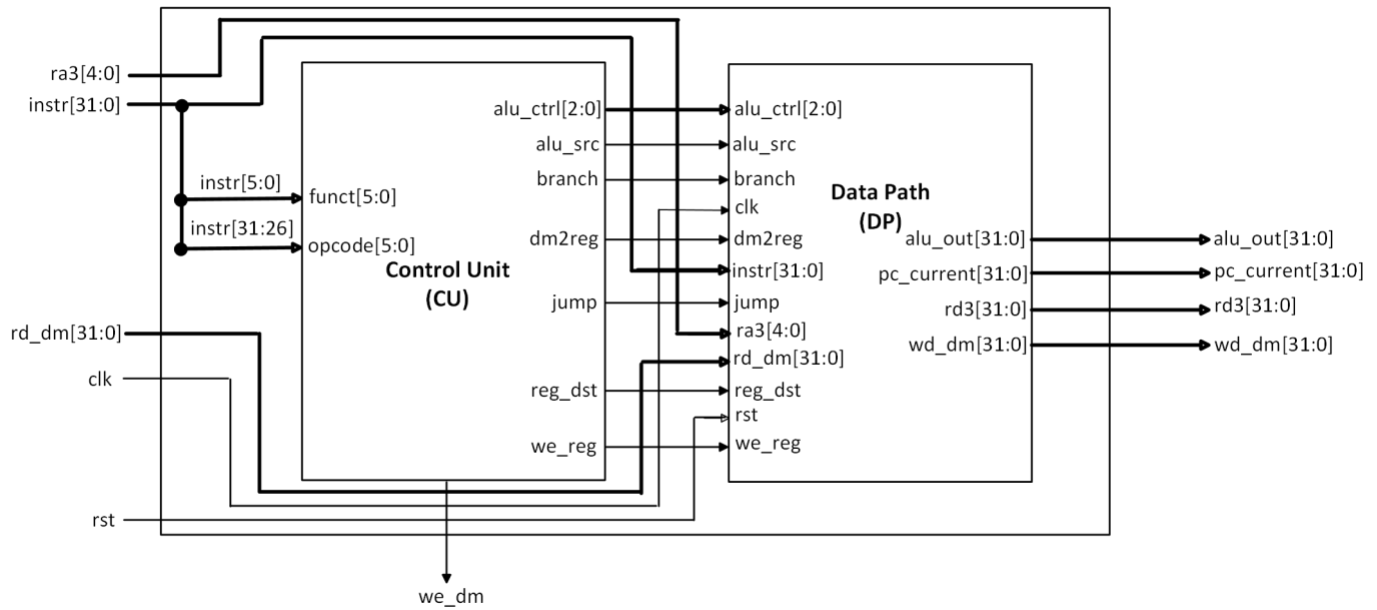 ra3[4:0]
instr[31:0]
instr[5:0]
instr[31:26]
rd_dm[31:0]
clk
rst
funct[5:0]
opcode[5:0]
Control Unit
(CU)
alu_ctrl[2:0]
alu_src
branch
dm2reg
jump
reg_dst
we_reg
we_dm
alu_ctrl[2:0]
alu_src
branch
clk
dm2reg
instr[31:0]
jump
ra3[4:0]
rd_dm[31:0]
reg_dst
rst
we_reg
Data Path
(DP)
alu_out[31:0]
pc_current[31:0]
rd3[31:0]
wd_dm[31:0]
alu_out[31:0]
pc_current[31:0]
rd3[31:0]
wd_dm[31:0]